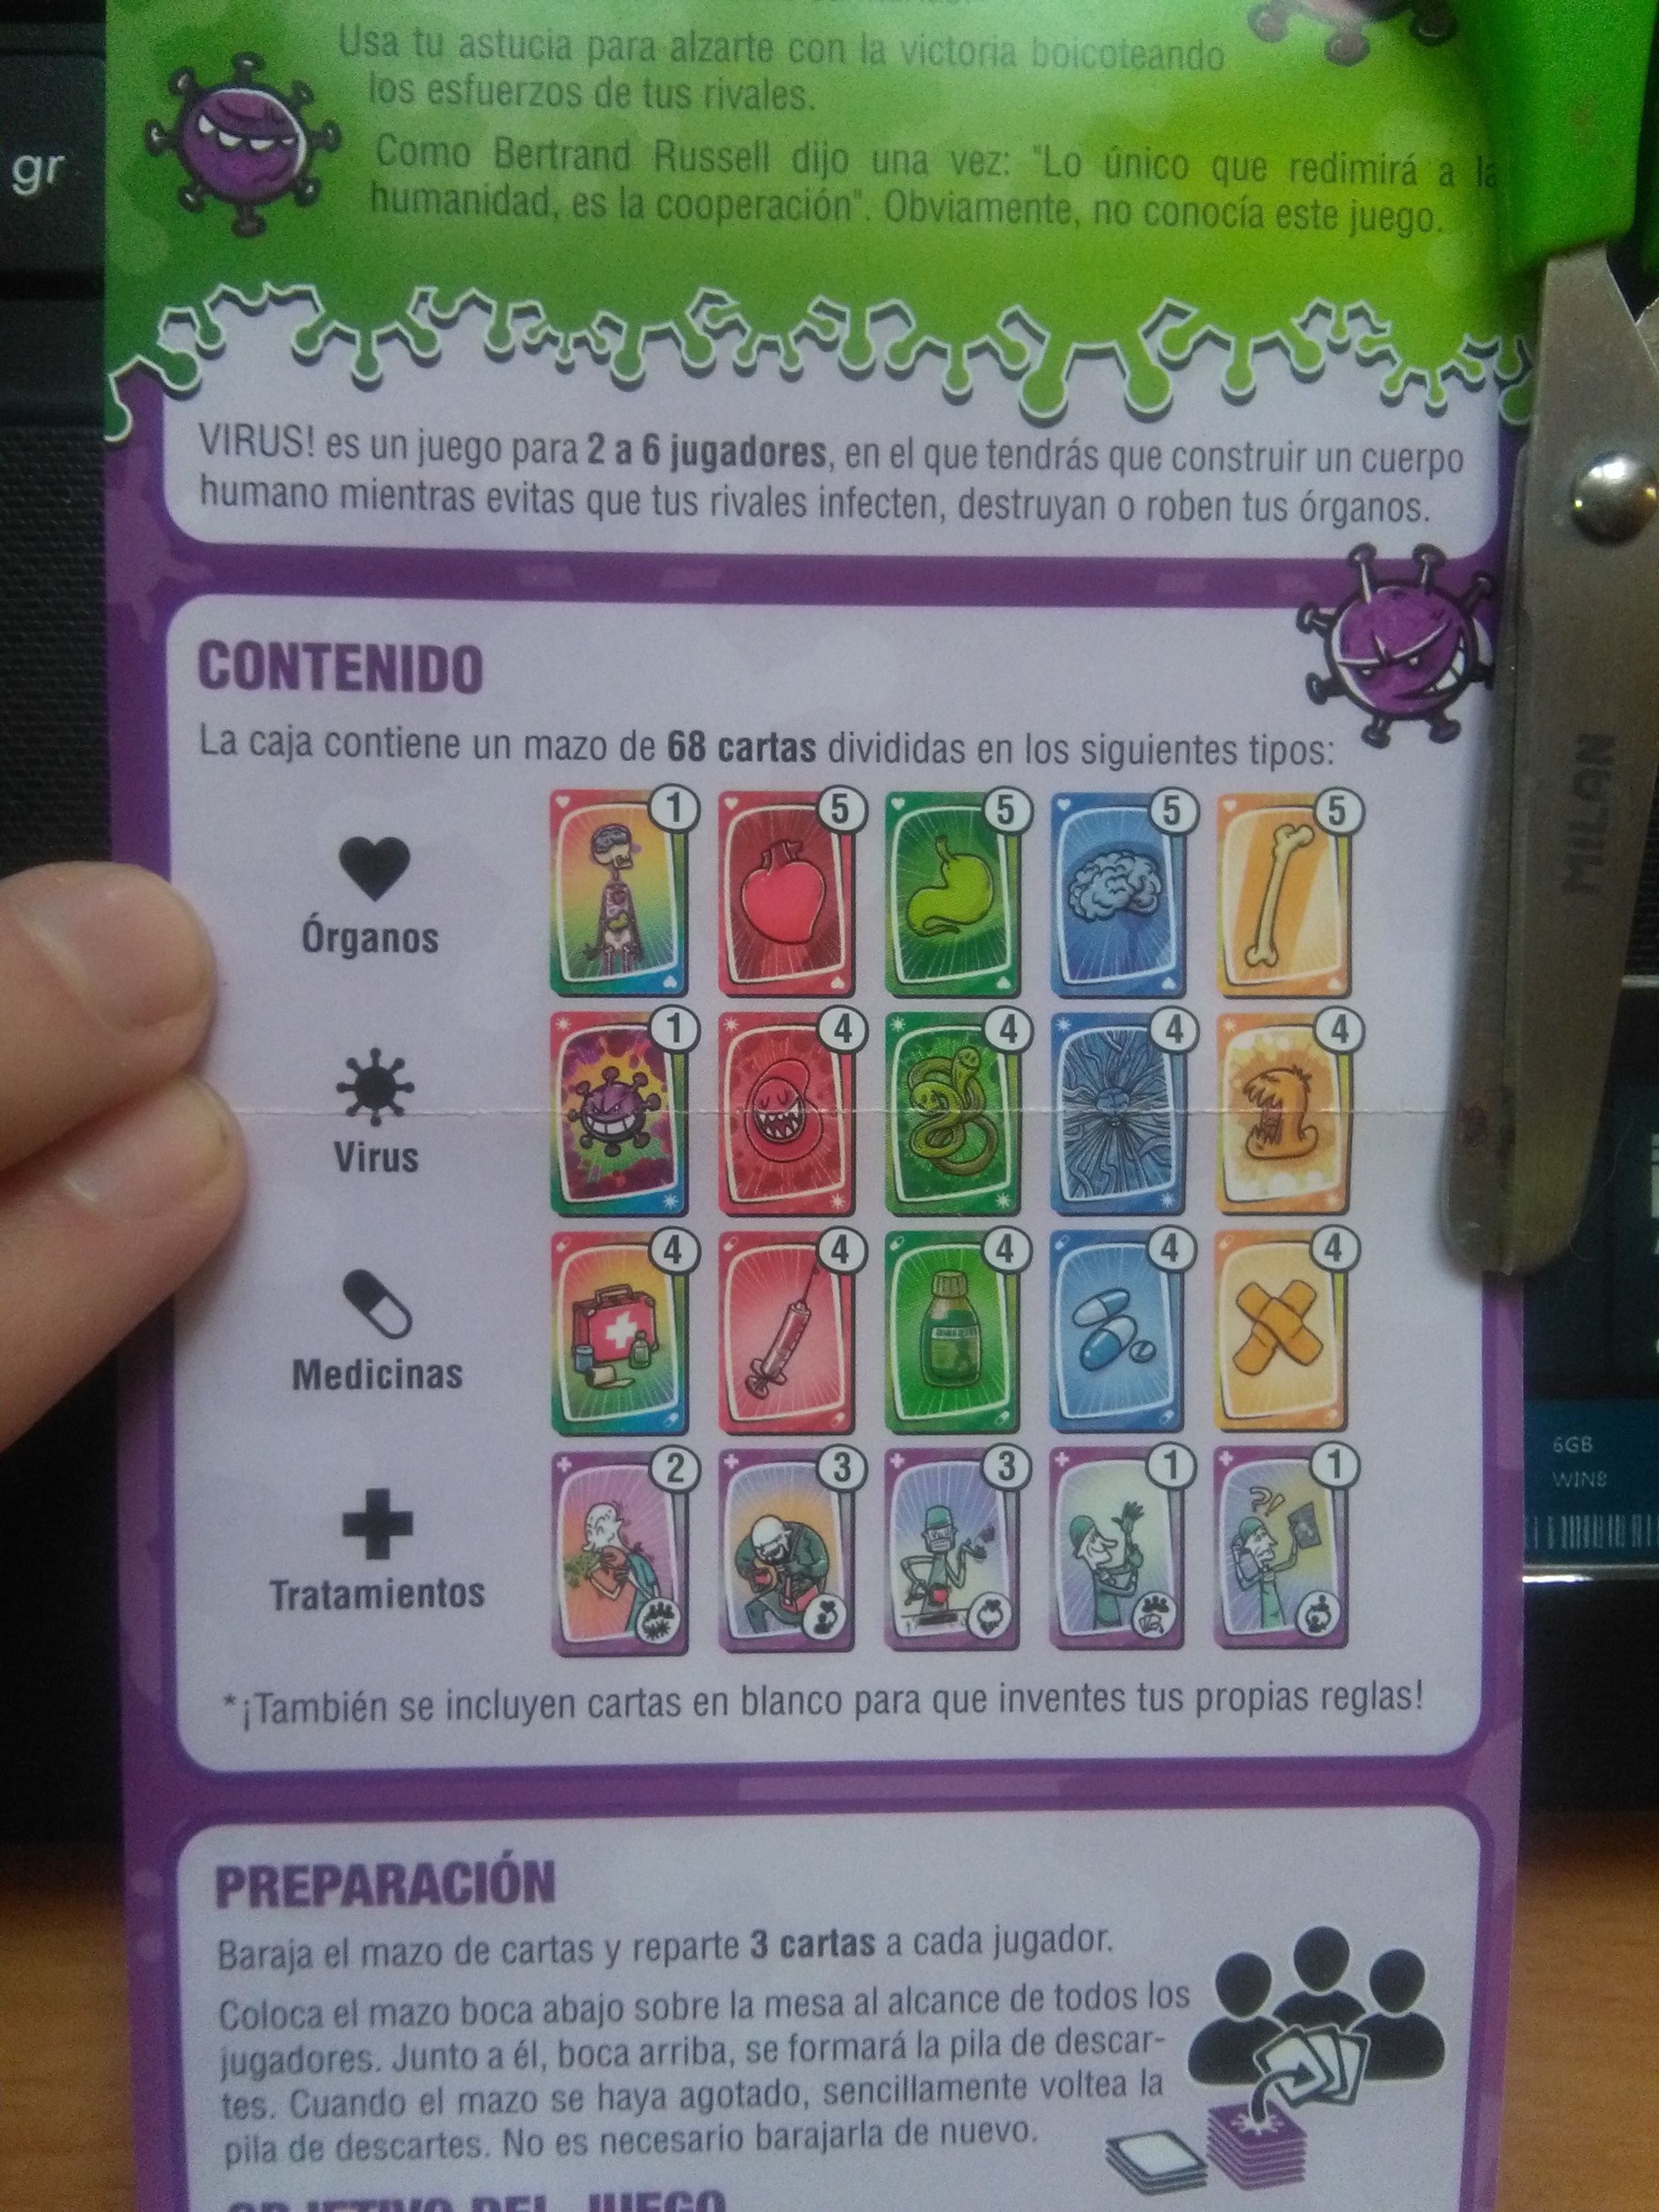 Usa tu astucia para alzarte con la victoria boicoteando
los esfuerzos de tus rivales.
Como Bertrand Russell dijo una vez: "Lo único que redimirá a la
humanidad, es la cooperación". Obviamente, no conocía este juego.
gr
VIRUS! es un juego para 2 a 6 jugadores, en el que tendrás que construir un cuerpo
humano mientras evitas que tus rivales infecten, destruyan o roben tus órganos.
CONTENIDO
La caja contiene un mazo de 68 cartas divididas en los siguientes tipos:
MILAN
1 5 5 5 5
Órganos
1 4 4 4 4
Virus
4 4 4 4 4
Medicinas
2 3 3 1 1
?!
Tratamientos
6GB
WIN8
*¡También se incluyen cartas en blanco para que inventes tus propias reglas!
PREPARACIÓN
Baraja el mazo de cartas y reparte 3 cartas a cada jugador.
Coloca el mazo boca abajo sobre la mesa al alcance de todos los
jugadores. Junto a él, boca arriba, se formará la pila de descar-
tes. Cuando el mazo se haya agotado, sencillamente voltea la
pila de descartes. No es necesario barajarla de nuevo.
OBJETIVO DEL JUEGO